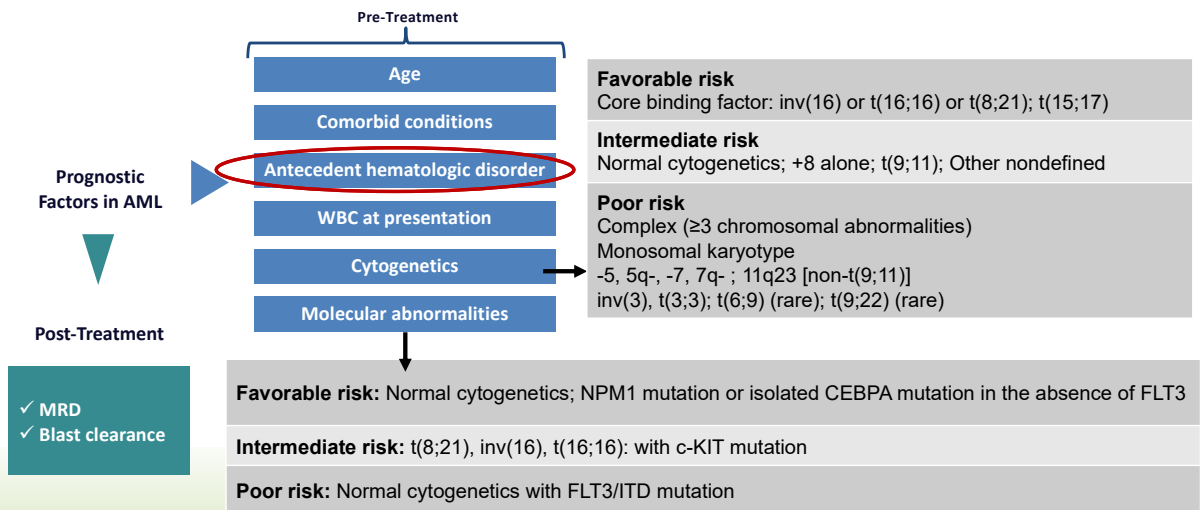 Pre-Treatment
Age
Comorbid conditions
Antecedent hematologic disorder
WBC at presentation
Cytogenetics
Molecular abnormalities
Prognostic
Factors in AML
Post-Treatment
✓ MRD
✓ Blast clearance
Favorable risk
Core binding factor: inv(16) or t(16;16) or t(8;21); t(15;17)
Intermediate risk
Normal cytogenetics; +8 alone; t(9;11); Other nondefined
Poor risk
Complex (≥3 chromosomal abnormalities)
Monosomal karyotype
-5, 5q-, -7, 7q- ; 11q23 [non-t(9;11)]
inv(3), t(3;3); t(6;9) (rare); t(9;22) (rare)
Favorable risk: Normal cytogenetics; NPM1 mutation or isolated CEBPA mutation in the absence of FLT3
Intermediate risk: t(8;21), inv(16), t(16;16): with c-KIT mutation
Poor risk: Normal cytogenetics with FLT3/ITD mutation